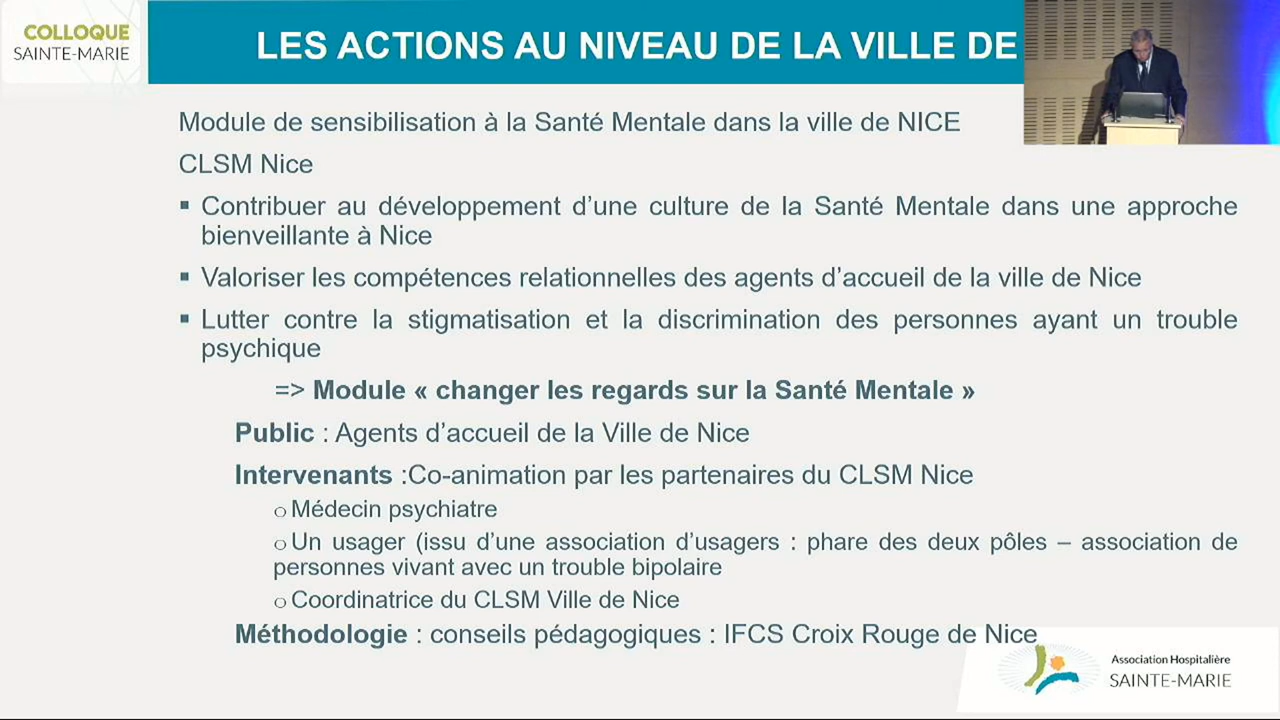 COLLOQUE
SAINTE-MARIE
LES ACTIONS AU NIVEAU DE LA VILLE DE
Module de sensibilisation à la Santé Mentale dans la ville de NICE
CLSM Nice
▪ Contribuer au développement d’une culture de la Santé Mentale dans une approche
bienveillante à Nice
▪ Valoriser les compétences relationnelles des agents d’accueil de la ville de Nice
▪ Lutter contre la stigmatisation et la discrimination des personnes ayant un trouble
psychique
=> Module « changer les regards sur la Santé Mentale »
Public : Agents d’accueil de la Ville de Nice
Intervenants :Co-animation par les partenaires du CLSM Nice
o Médecin psychiatre
o Un usager (issu d’une association d’usagers : phare des deux pôles – association de
personnes vivant avec un trouble bipolaire
o Coordinatrice du CLSM Ville de Nice
Méthodologie : conseils pédagogiques : IFCS Croix Rouge de Nice
Association Hospitalière
SAINTE-MARIE